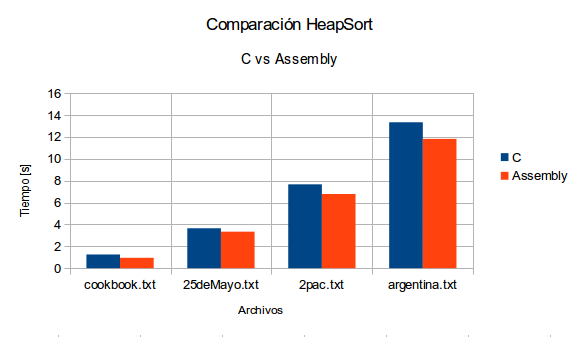 Comparación HeapSort
C vs Assembly
Tiempo [s]
16
14
12
10
8
6
4
2
0
cookbook.txt 25deMayo.txt 2pac.txt argentina.txt
Archivos
C
Assembly